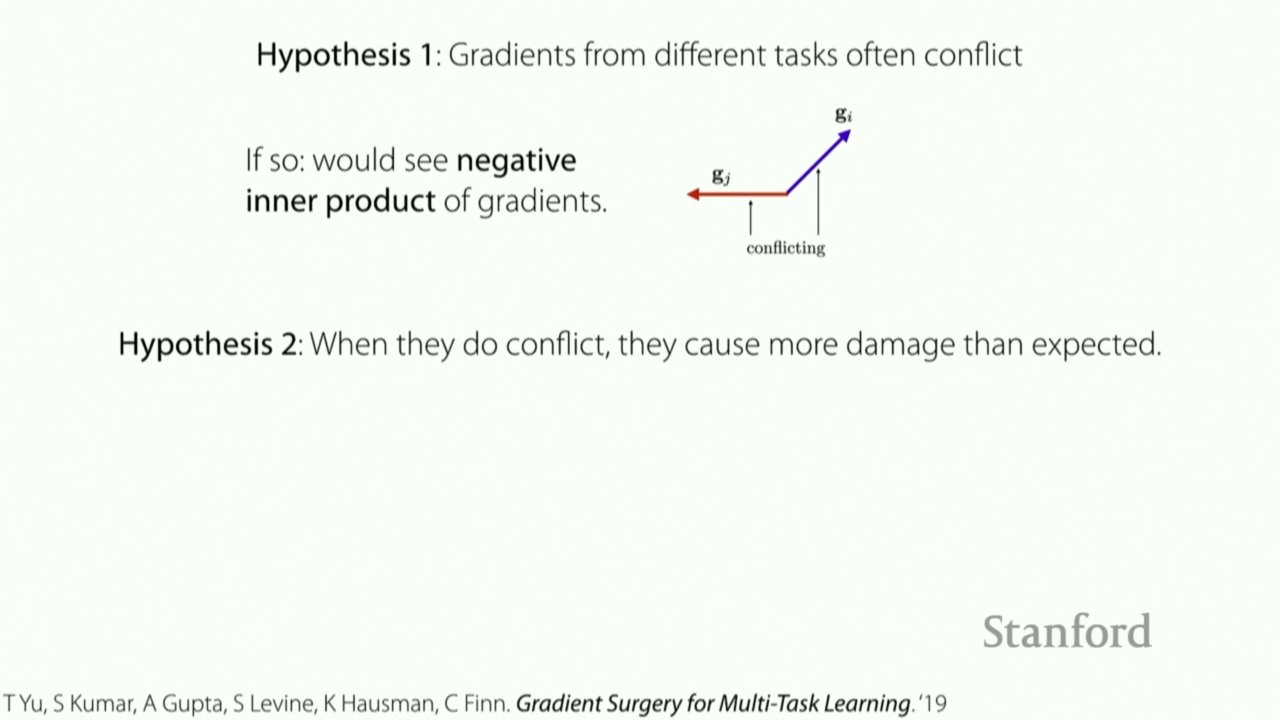 Hypothesis 1: Gradients from different tasks often conflict
If so: would see negative
inner product of gradients.
gᵢ
gⱼ
conflicting
Hypothesis 2: When they do conflict, they cause more damage than expected.
Stanford
T Yu, S Kumar, A Gupta, S Levine, K Hausman, C Finn. Gradient Surgery for Multi-Task Learning. ‘19